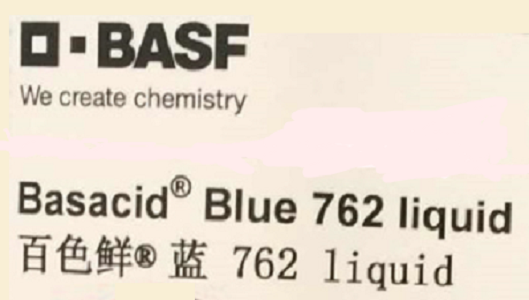 BASF
We create chemistry
Basacid® Blue 762 liquid
百色鲜® 蓝 762 liquid